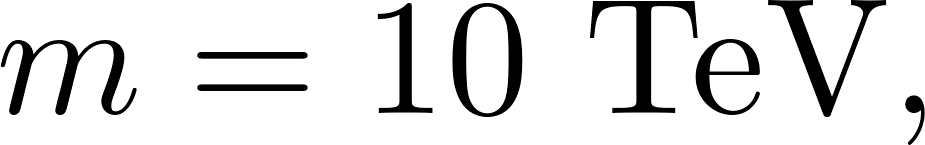 m = 10 TeV,